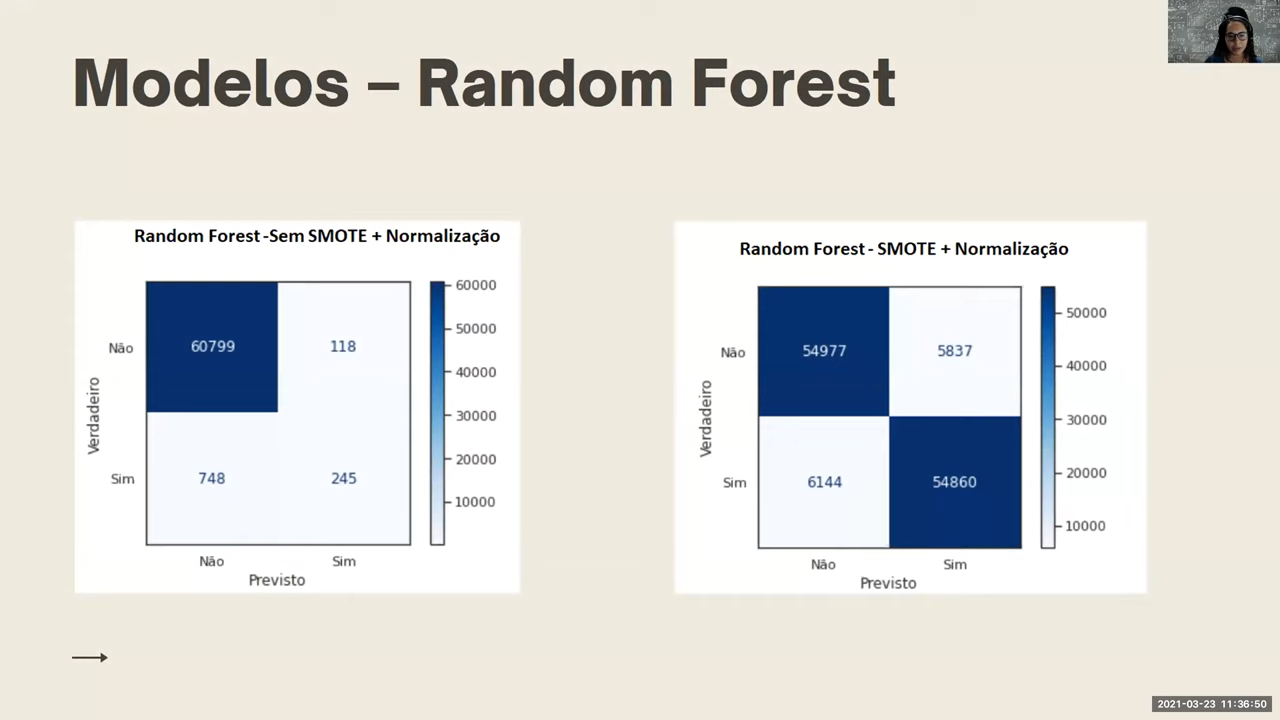 Modelos – Random Forest
Random Forest -Sem SMOTE + Normalização
60000
50000
40000
30000
20000
10000
Verdadeiro
Não
60799
118
Sim
748
245
Não
Sim
Previsto
Random Forest - SMOTE + Normalização
50000
40000
30000
20000
10000
Verdadeiro
Não
54977
5837
Sim
6144
54860
Não
Sim
Previsto
2021-03-23 11:36:50